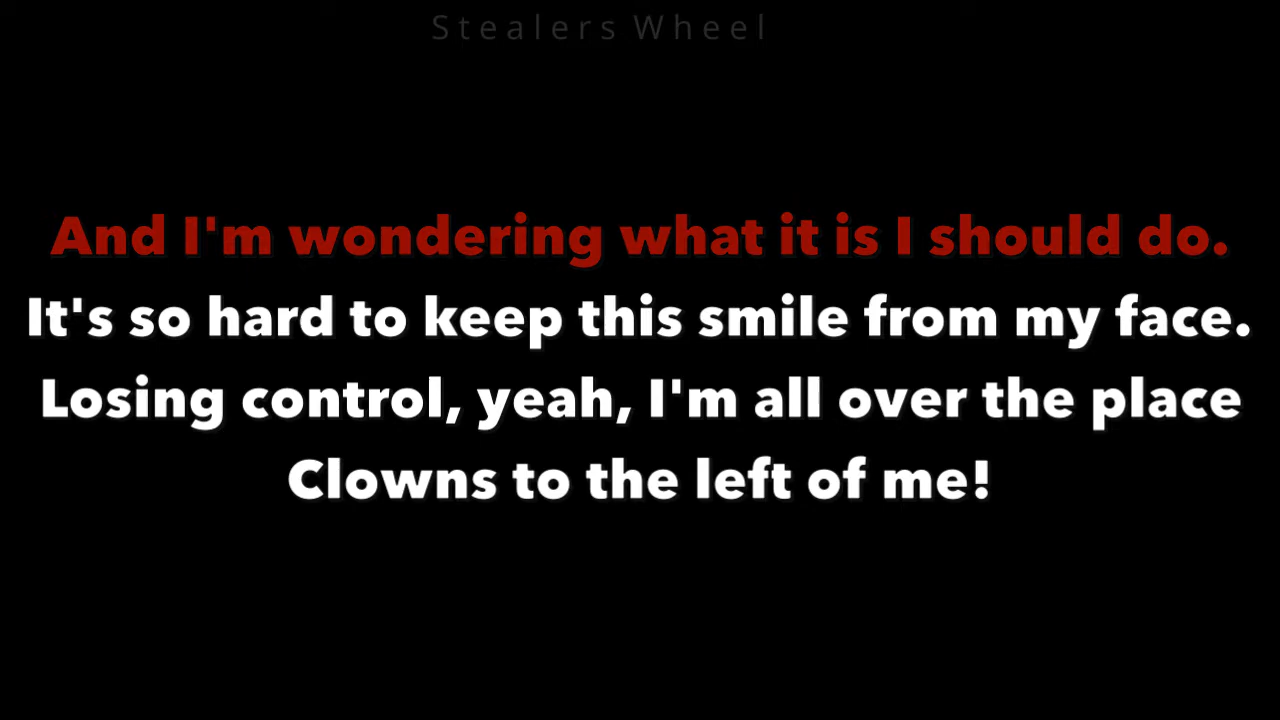 Stealers Wheel
And I'm wondering what it is I should do.
It's so hard to keep this smile from my face.
Losing control, yeah, I'm all over the place
Clowns to the left of me!